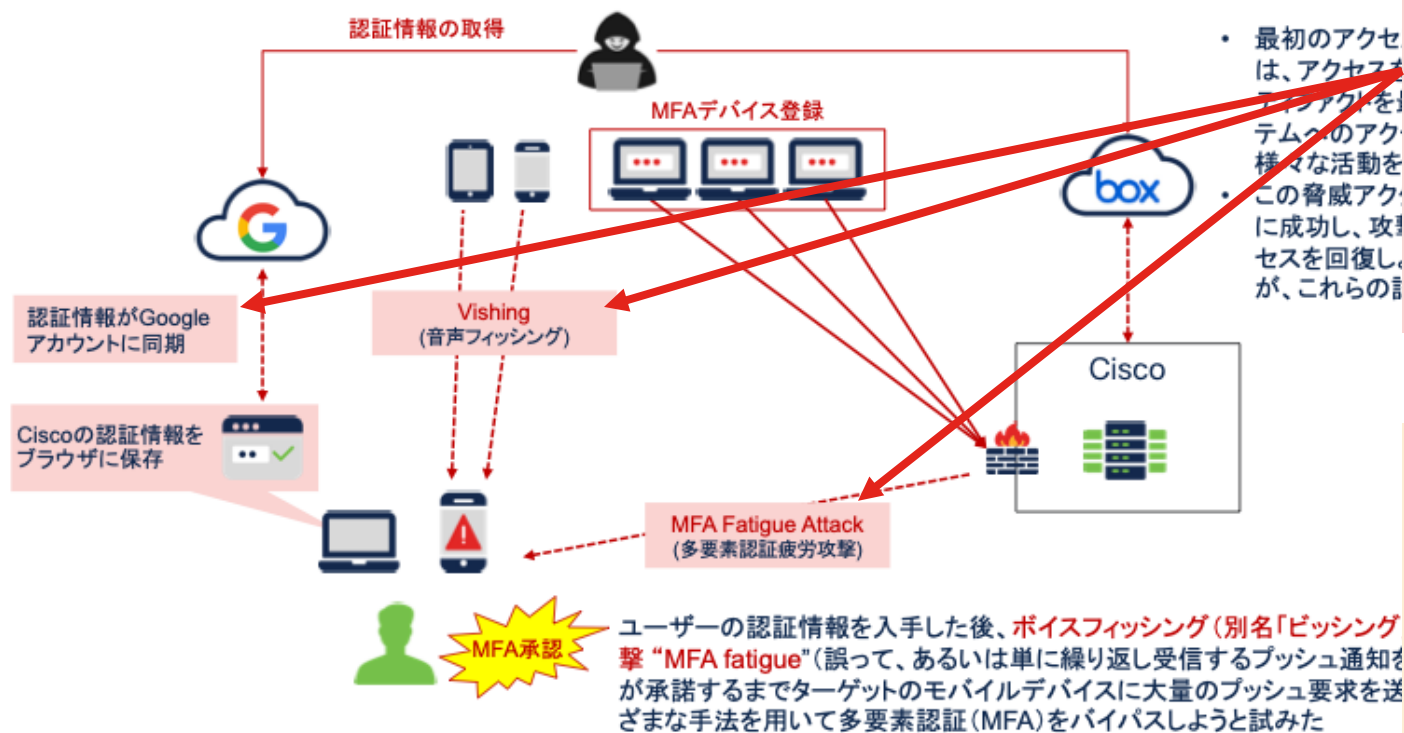 認証情報の取得
MFAデバイス登録
box
認証情報がGoogle
アカウントに同期
Vishing
(音声フィッシング)
Cisco
Ciscoの認証情報を
ブラウザに保存
MFA Fatigue Attack
(多要素認証疲労攻撃)
MFA承認
• 最初のアクセ
は、アクセスを
ティファクトを
テムへのアク
様々な活動を
• この脅威アク
に成功し、攻撃
セスを回復し
が、これらの
ユーザーの認証情報を入手した後、ボイスフィッシング(別名「ビッシング
撃 “MFA fatigue”(誤って、あるいは単に繰り返し受信するプッシュ通知を
が承諾するまでターゲットのモバイルデバイスに大量のプッシュ要求を送
ざまな手法を用いて多要素認証(MFA)をバイパスしようと試みた